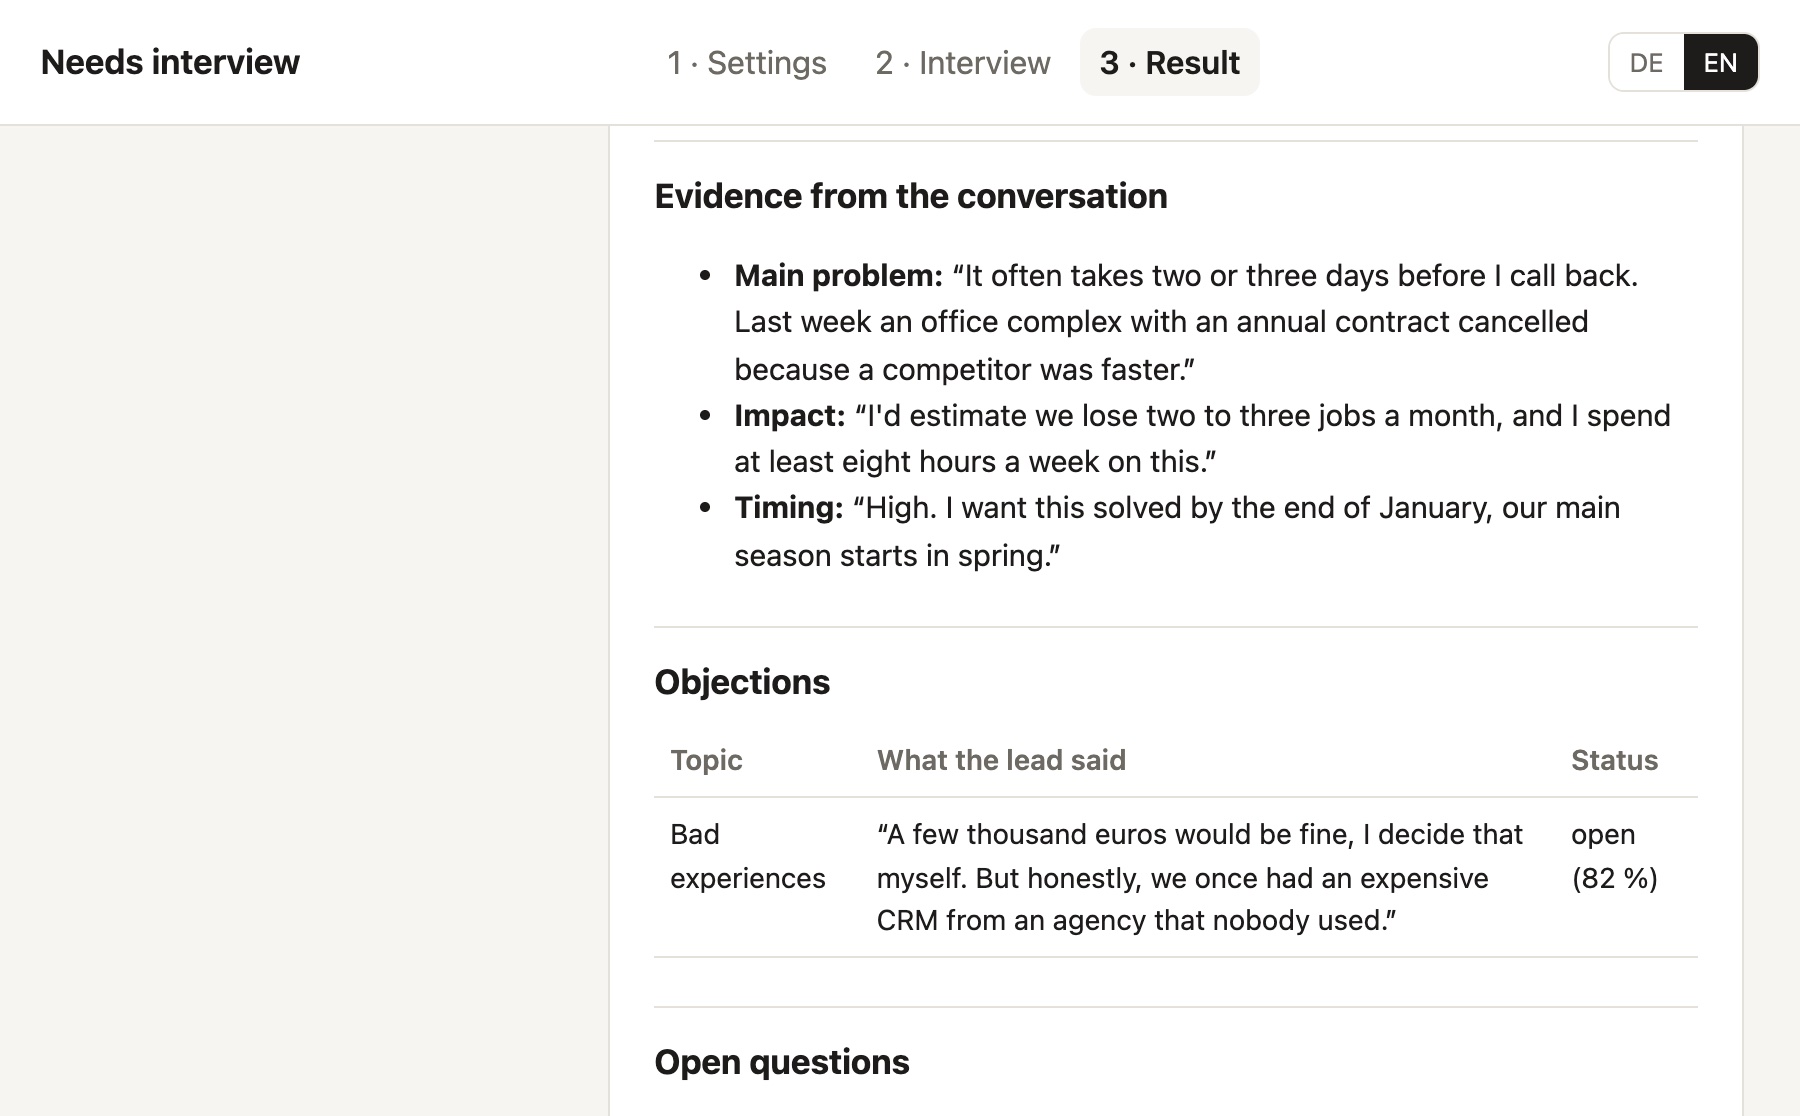 Needs interview
1 · Settings
2 · Interview
3 · Result
DE
EN
Evidence from the conversation
• Main problem: “It often takes two or three days before I call back.
Last week an office complex with an annual contract cancelled
because a competitor was faster.”
• Impact: “I'd estimate we lose two to three jobs a month, and I spend
at least eight hours a week on this.”
• Timing: “High. I want this solved by the end of January, our main
season starts in spring.”
Objections
Topic
What the lead said
Status
Bad
experiences
“A few thousand euros would be fine, I decide that
myself. But honestly, we once had an expensive
CRM from an agency that nobody used.”
open
(82 %)
Open questions